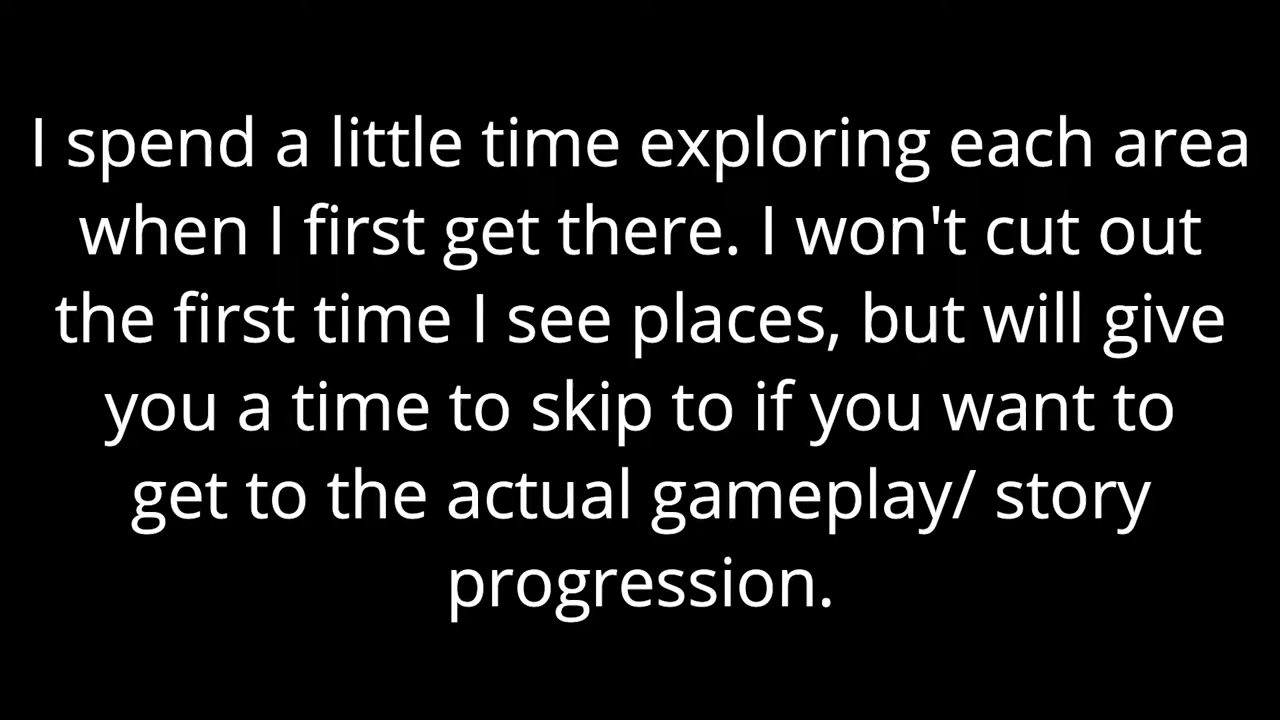 I spend a little time exploring each area
when I first get there. I won't cut out
the first time I see places, but will give
you a time to skip to if you want to
get to the actual gameplay/ story
progression.